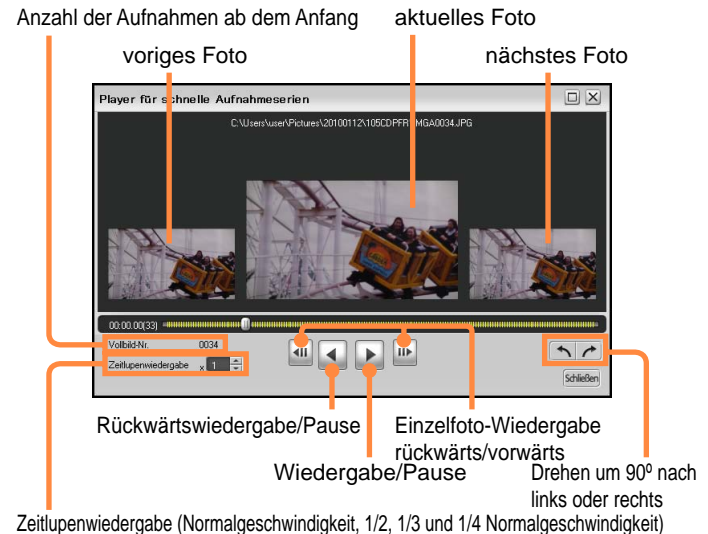 Anzahl der Aufnahmen ab dem Anfang
aktuelles Foto
voriges Foto
nächstes Foto
Player für schnelle Aufnahmeserien
C:\Users\user\Pictures\20100112\105CDPFR MGA0034.JPG
00:00.00(33)
Vollbild-Nr. 0034
Zeitlupenwiedergabe x 1
Schließen
Rückwärtswiedergabe/Pause
Einzelfoto-Wiedergabe
rückwärts/vorwärts
Wiedergabe/Pause
Drehen um 90º nach
links oder rechts
Zeitlupenwiedergabe (Normalgeschwindigkeit, 1/2, 1/3 und 1/4 Normalgeschwindigkeit)